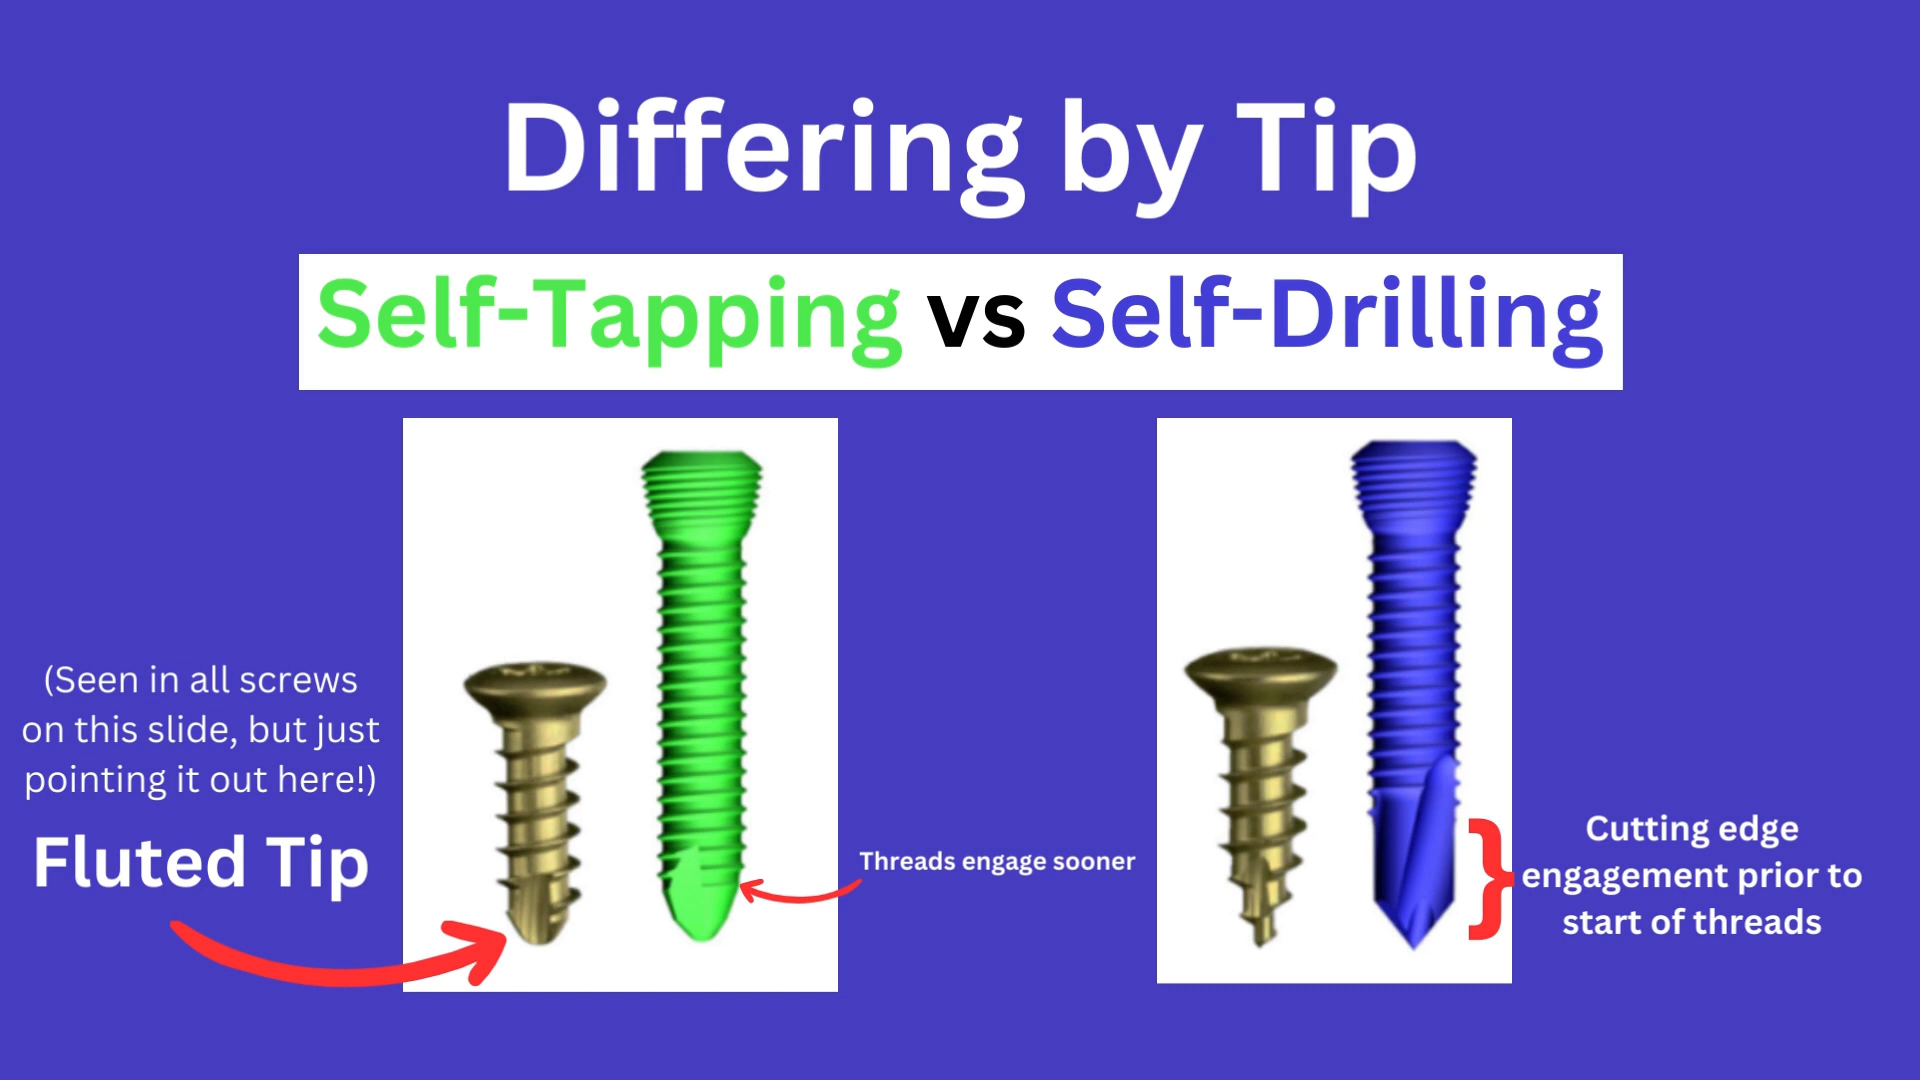 Differing by Tip
Self-Tapping vs Self-Drilling
(Seen in all screws
on this slide, but just
pointing it out here!)
Fluted Tip
Threads engage sooner
Cutting edge
engagement prior to
start of threads